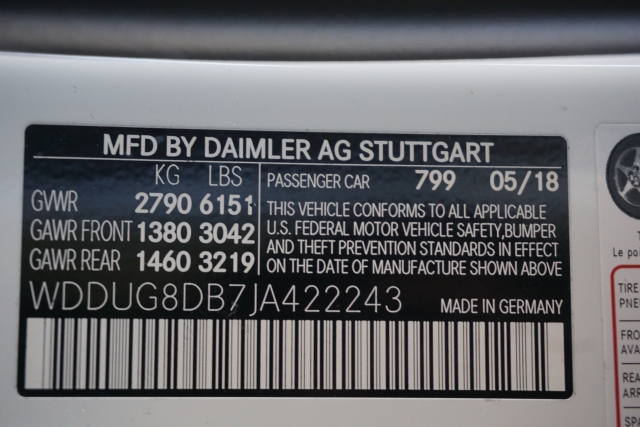 MFD BY DAIMLER AG STUTTGART
KG LBS
GVWR 2790 6151
GAWR FRONT 1380 3042
GAWR REAR 1460 3219
PASSENGER CAR 799 05/18
THIS VEHICLE CONFORMS TO ALL APPLICABLE
U.S. FEDERAL MOTOR VEHICLE SAFETY,BUMPER
AND THEFT PREVENTION STANDARDS IN EFFECT
ON THE DATE OF MANUFACTURE SHOWN ABOVE
WDDUG8DB7JA422243 MADE IN GERMANY
Le
TIRE